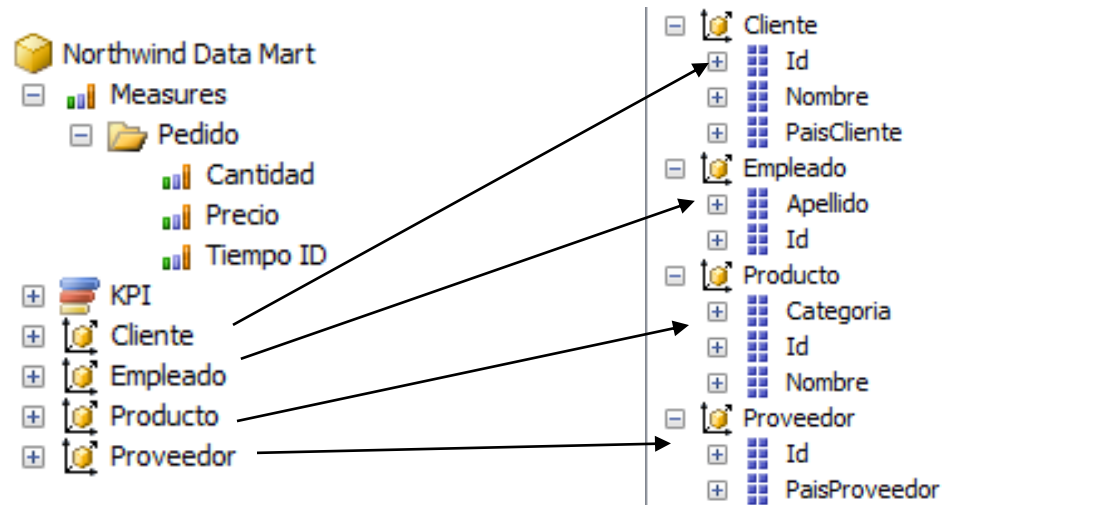 Northwind Data Mart
Measures
Pedido
Cantidad
Precio
Tiempo ID
KPI
Cliente
Empleado
Producto
Proveedor
Cliente
Id
Nombre
PaisCliente
Empleado
Apellido
Id
Producto
Categoria
Id
Nombre
Proveedor
Id
PaisProveedor